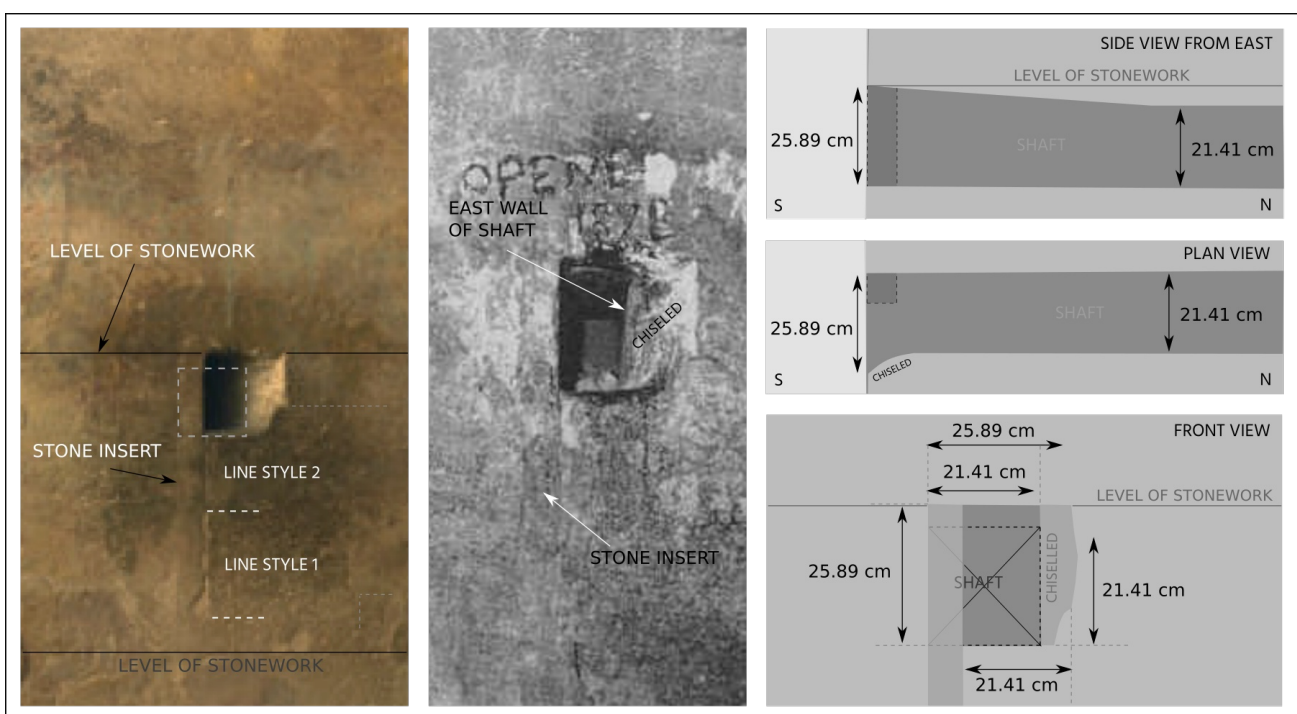 LEVEL OF STONEWORK
STONE INSERT
LINE STYLE 2
LINE STYLE 1
LEVEL OF STONEWORK
OPENE
187
EAST WALL
OF SHAFT
CHISELED
STONE INSERT
SIDE VIEW FROM EAST
LEVEL OF STONEWORK
25.89 cm
SHAFT
21.41 cm
S
N
PLAN VIEW
25.89 cm
SHAFT
21.41 cm
CHISELED
S
N
25.89 cm
FRONT VIEW
21.41 cm
LEVEL OF STONEWORK
25.89 cm
SHAFT
CHISELLED
21.41 cm
21.41 cm